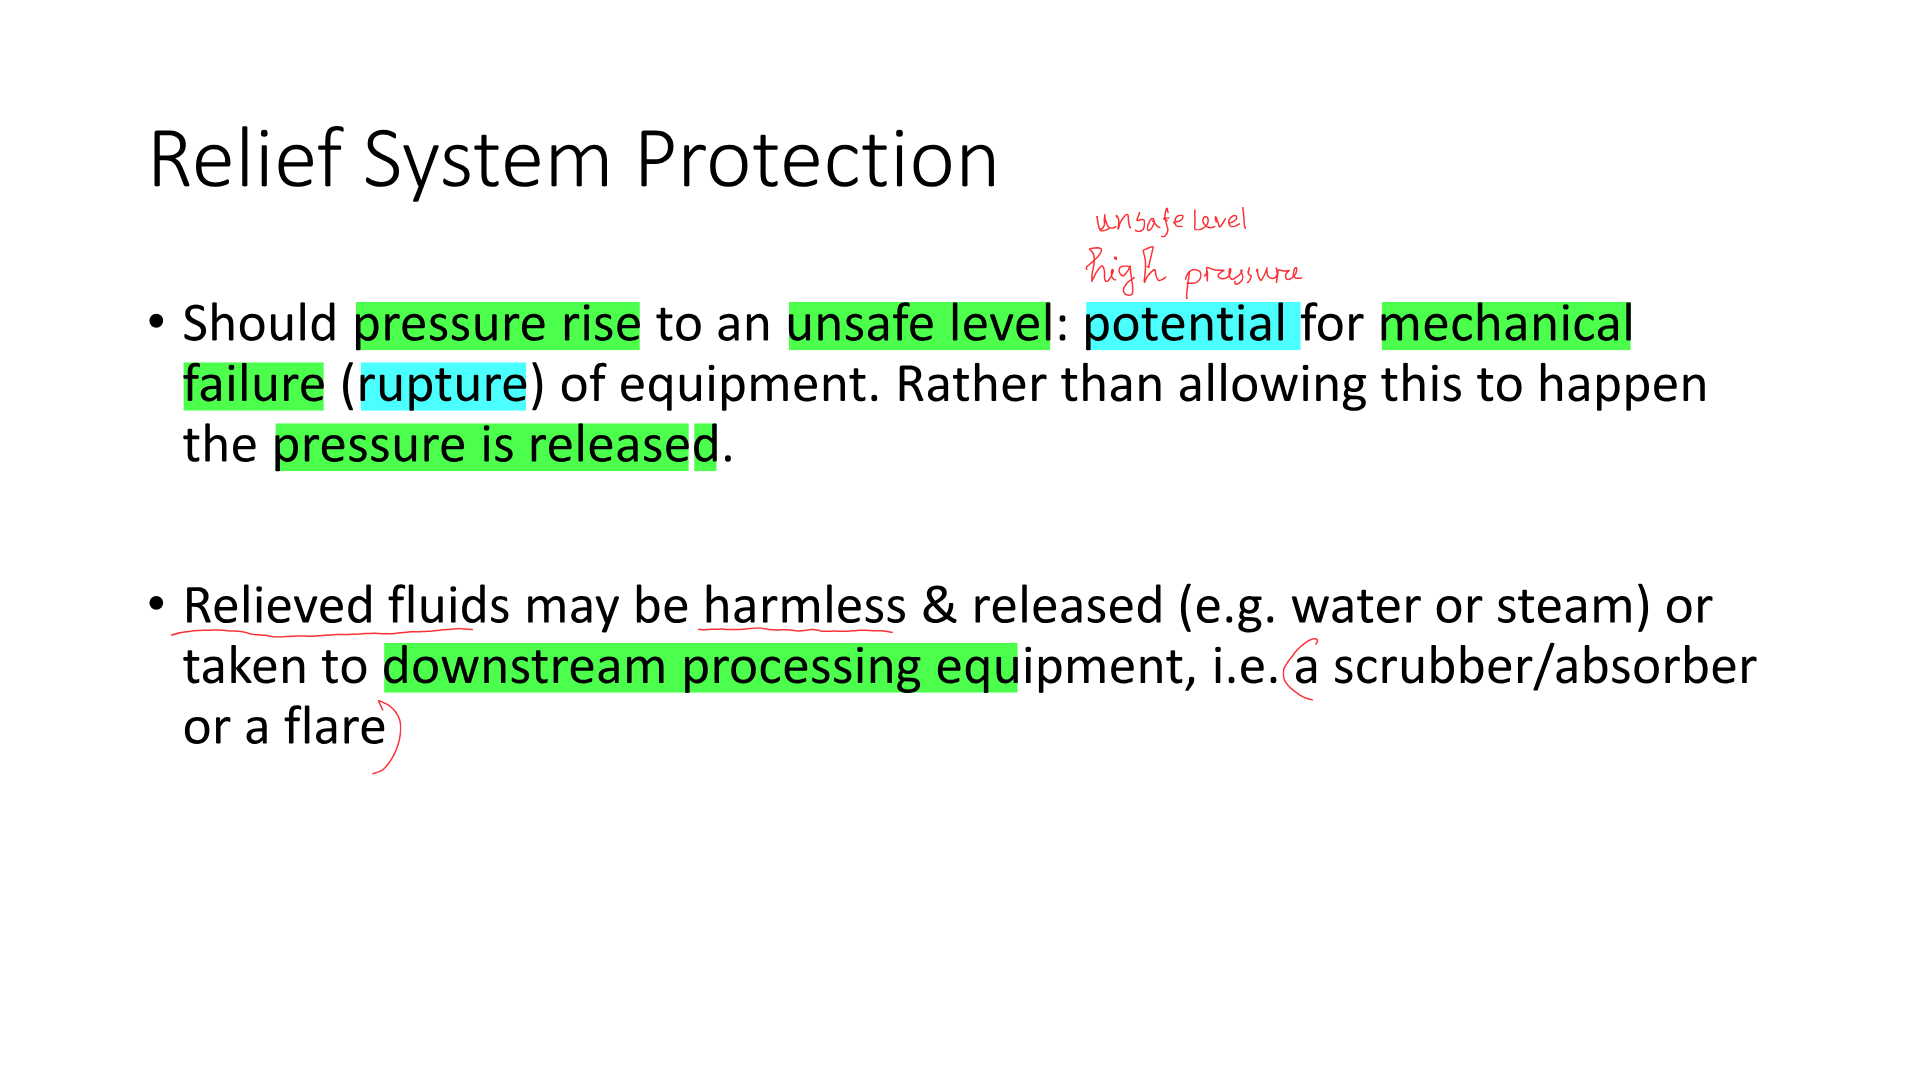 Relief System Protection
unsafe level
high pressure
• Should pressure rise to an unsafe level: potential for mechanical
failure (rupture) of equipment. Rather than allowing this to happen
the pressure is released.
• Relieved fluids may be harmless & released (e.g. water or steam) or
taken to downstream processing equipment, i.e. a scrubber/absorber
or a flare